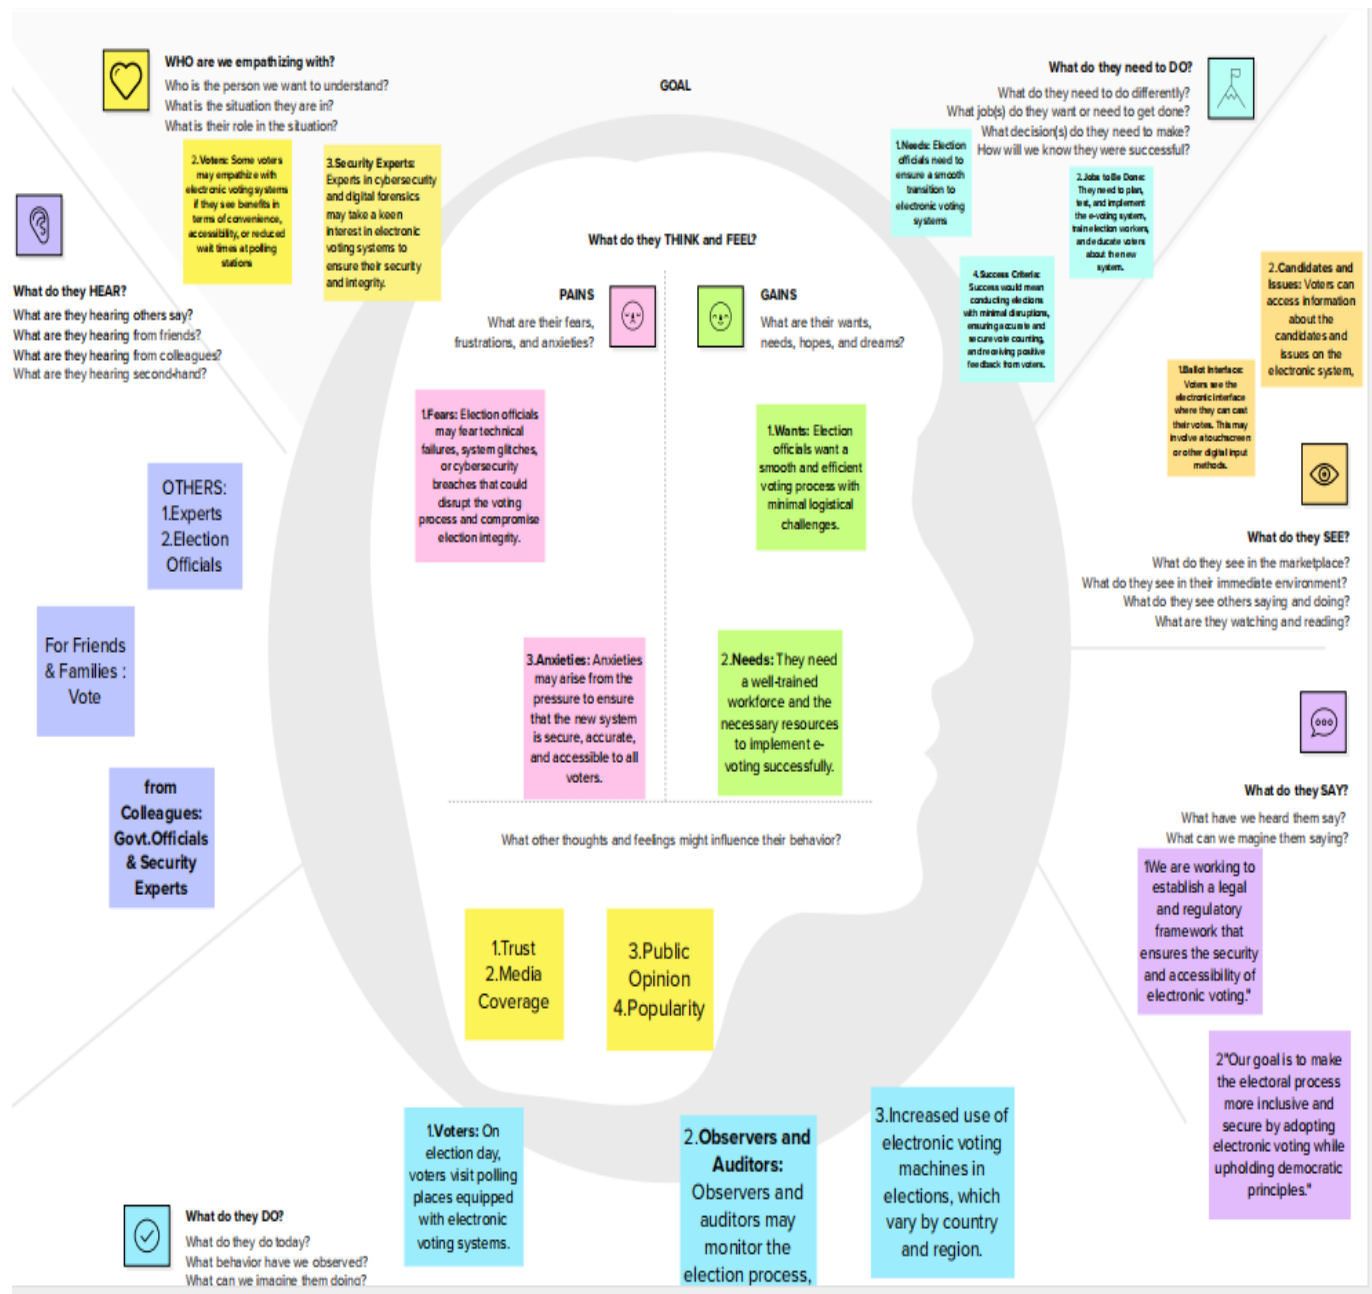 WHO are we empathizing with?
Who is the person we want to understand?
What is the situation they are in?
What is their role in the situation?
2.Voters: Some voters
may empathize with
electronic voting systems
if they see benefits in
terms of convenience,
accessibility, or reduced
wait times at polling
stations
3.Security Experts:
Experts in cybersecurity
and digital forensics
may take a keen
interest in electronic
voting systems to
ensure their security
and integrity.
GOAL
What do they need to DO?
What do they need to do differently?
What job(s) do they want or need to get done?
What decision(s) do they need to make?
How will we know they were successful?
1.Needs: Election
officials need to
ensure a smooth
transition to
electronic voting
systems
2.Jobs to Be Done:
They need to plan,
test, and implement
the e-voting system,
train election workers,
and educate voters
about the new
system.
4.Success Criteria:
Success would mean
conducting elections
with minimal disruptions,
ensuring accurate and
secure vote counting,
and receiving positive
feedback from voters.
What do they HEAR?
What are they hearing others say?
What are they hearing from friends?
What are they hearing from colleagues?
What are they hearing second-hand?
OTHERS:
1.Experts
2.Election
Officials
For Friends
& Families :
Vote
from
Colleagues:
Govt.Officials
& Security
Experts
What do they THINK and FEEL?
PAINS
What are their fears,
frustrations, and anxieties?
GAINS
What are their wants,
needs, hopes, and dreams?
1.Fears: Election officials
may fear technical
failures, system glitches,
or cybersecurity
breaches that could
disrupt the voting
process and compromise
election integrity.
1.Wants: Election
officials want a
smooth and efficient
voting process with
minimal logistical
challenges.
3.Anxieties: Anxieties
may arise from the
pressure to ensure
that the new system
is secure, accurate,
and accessible to all
voters.
2.Needs: They need
a well-trained
workforce and the
necessary resources
to implement e-
voting successfully.
What other thoughts and feelings might influence their behavior?
1.Trust
2.Media
Coverage
3.Public
Opinion
4.Popularity
2.Candidates and
Issues: Voters can
access information
about the
candidates and
issues on the
electronic system,
1.Ballot Interface:
Voters see the
electronic interface
where they can cast
their votes. This may
involve a touchscreen
or other digital input
methods.
What do they SEE?
What do they see in the marketplace?
What do they see in their immediate environment?
What do they see others saying and doing?
What are they watching and reading?
What do they SAY?
What have we heard them say?
What can we magine them saying?
1We are working to
establish a legal
and regulatory
framework that
ensures the security
and accessibility of
electronic voting."
2"Our goal is to make
the electoral process
more inclusive and
secure by adopting
electronic voting while
upholding democratic
principles."
What do they DO?
What do they do today?
What behavior have we observed?
What can we imagine them doing?
1.Voters: On
election day,
voters visit polling
places equipped
with electronic
voting systems.
2.Observers and
Auditors:
Observers and
auditors may
monitor the
election process,
3.Increased use of
electronic voting
machines in
elections, which
vary by country
and region.